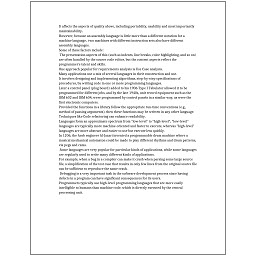 It affects the aspects of quality above, including portability, usability and most importantly
maintainability.
However, because an assembly language is little more than a different notation for a
machine language, two machines with different instruction sets also have different
assembly languages.
Some of these factors include:
The presentation aspects of this (such as indents, line breaks, color highlighting, and so on)
are often handled by the source code editor, but the content aspects reflect the
programmer's talent and skills.
One approach popular for requirements analysis is Use Case analysis.
Many applications use a mix of several languages in their construction and use.
It involves designing and implementing algorithms, step-by-step specifications of
procedures, by writing code in one or more programming languages.
Later a control panel (plug board) added to his 1906 Type I Tabulator allowed it to be
programmed for different jobs, and by the late 1940s, unit record equipment such as the
IBM 602 and IBM 604, were programmed by control panels in a similar way, as were the
first electronic computers.
Provided the functions in a library follow the appropriate run-time conventions (e.g.,
method of passing arguments), then these functions may be written in any other language.
Techniques like Code refactoring can enhance readability.
Languages form an approximate spectrum from "low-level" to "high-level"; "low-level"
languages are typically more machine-oriented and faster to execute, whereas "high-level"
languages are more abstract and easier to use but execute less quickly.
In 1206, the Arab engineer Al-Jazari invented a programmable drum machine where a
musical mechanical automaton could be made to play different rhythms and drum patterns,
via pegs and cams.
Some languages are very popular for particular kinds of applications, while some languages
are regularly used to write many different kinds of applications.
For example, when a bug in a compiler can make it crash when parsing some large source
file, a simplification of the test case that results in only few lines from the original source file
can be sufficient to reproduce the same crash.
Debugging is a very important task in the software development process since having
defects in a program can have significant consequences for its users.
Programmers typically use high-level programming languages that are more easily
intelligible to humans than machine code, which is directly executed by the central
processing unit.